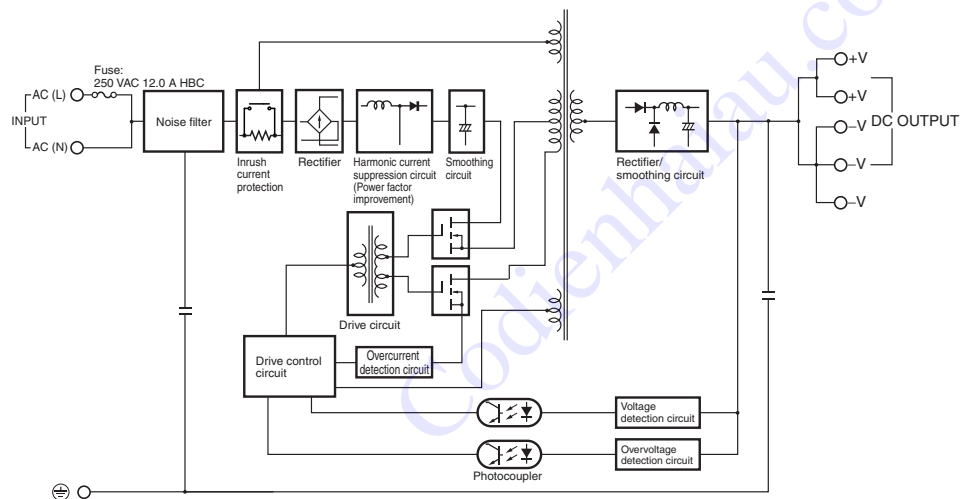 Fuse:
250 VAC 12.0 A HBC
AC (L)
INPUT
AC (N)
Noise filter
Inrush
current
protection
Rectifier
Harmonic current
suppression circuit
(Power factor
improvement)
Smoothing
circuit
Rectifier/
smoothing circuit
+V
+V
–V
DC OUTPUT
–V
–V
Drive circuit
Drive control
circuit
Overcurrent
detection circuit
Voltage
detection circuit
Overvoltage
detection circuit
Photocoupler
Codienhaiau.co